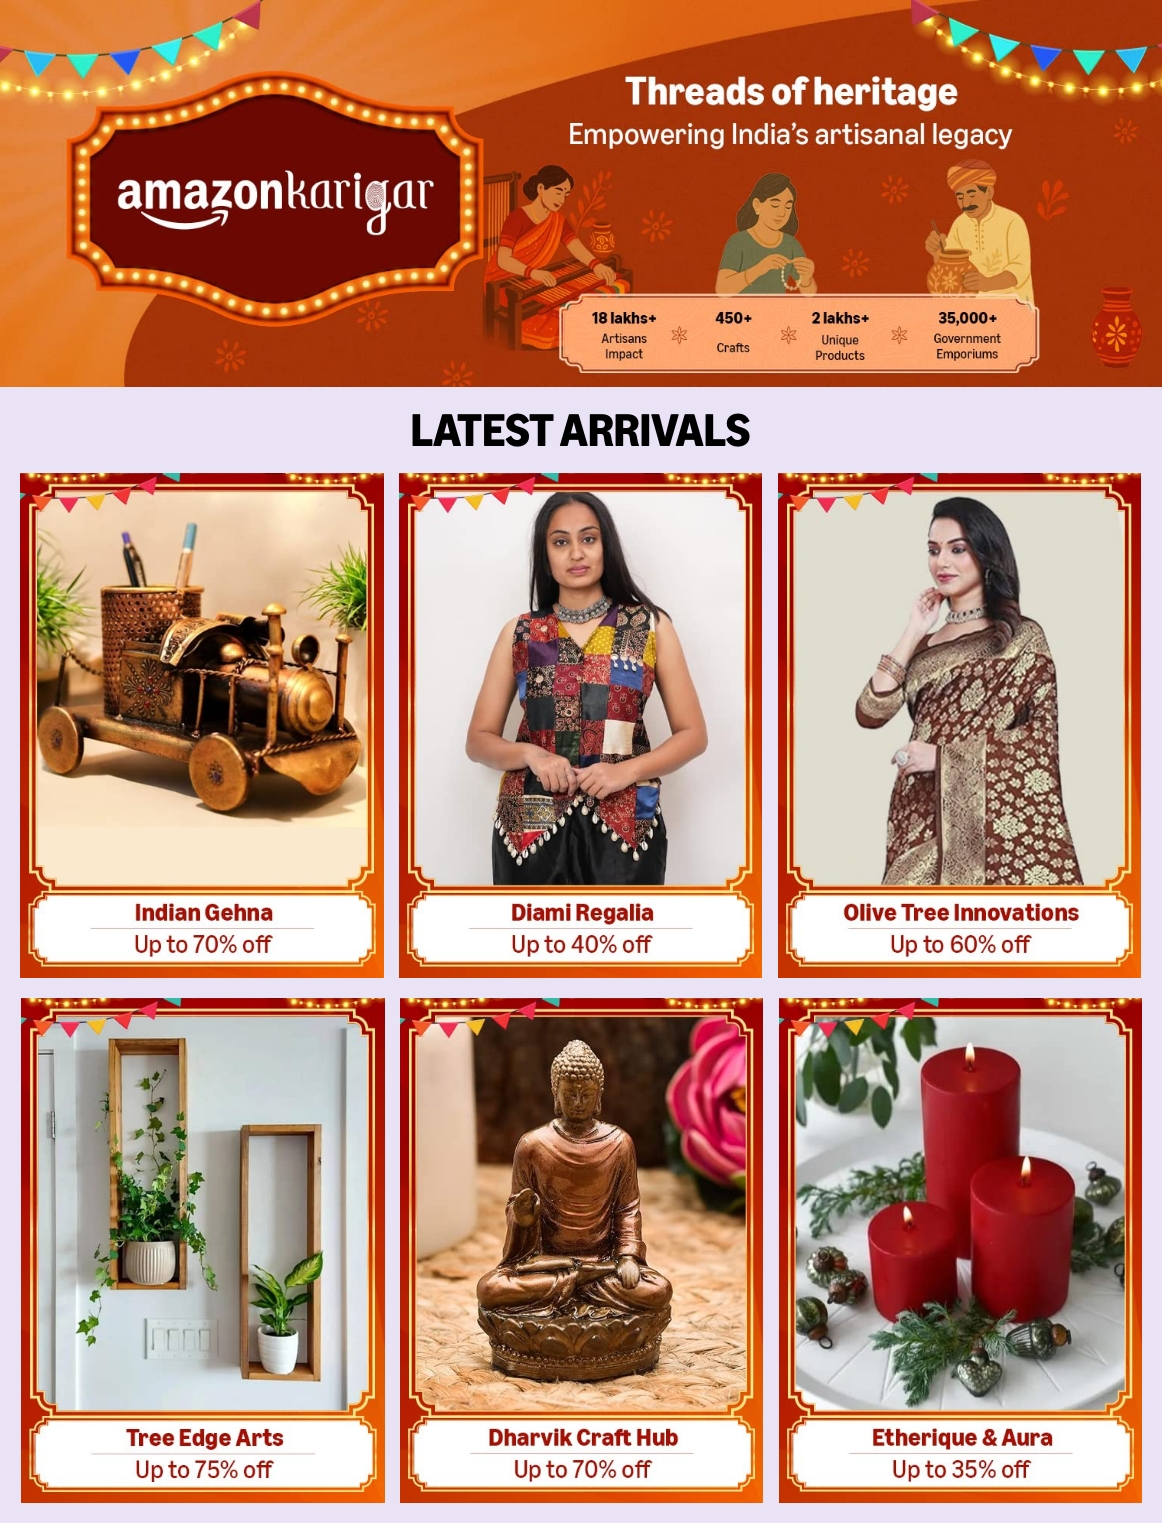 amazonkarigar
Threads of heritage
Empowering India's artisanal legacy
18 lakhs+
Artisans
Impact
450+
Crafts
2 lakhs+
Unique
Products
35,000+
Government
Emporiums
LATEST ARRIVALS
Indian Gehna
Up to 70% off
Diami Regalia
Up to 40% off
Olive Tree Innovations
Up to 60% off
Tree Edge Arts
Up to 75% off
Dharvik Craft Hub
Up to 70% off
Etherique & Aura
Up to 35% off